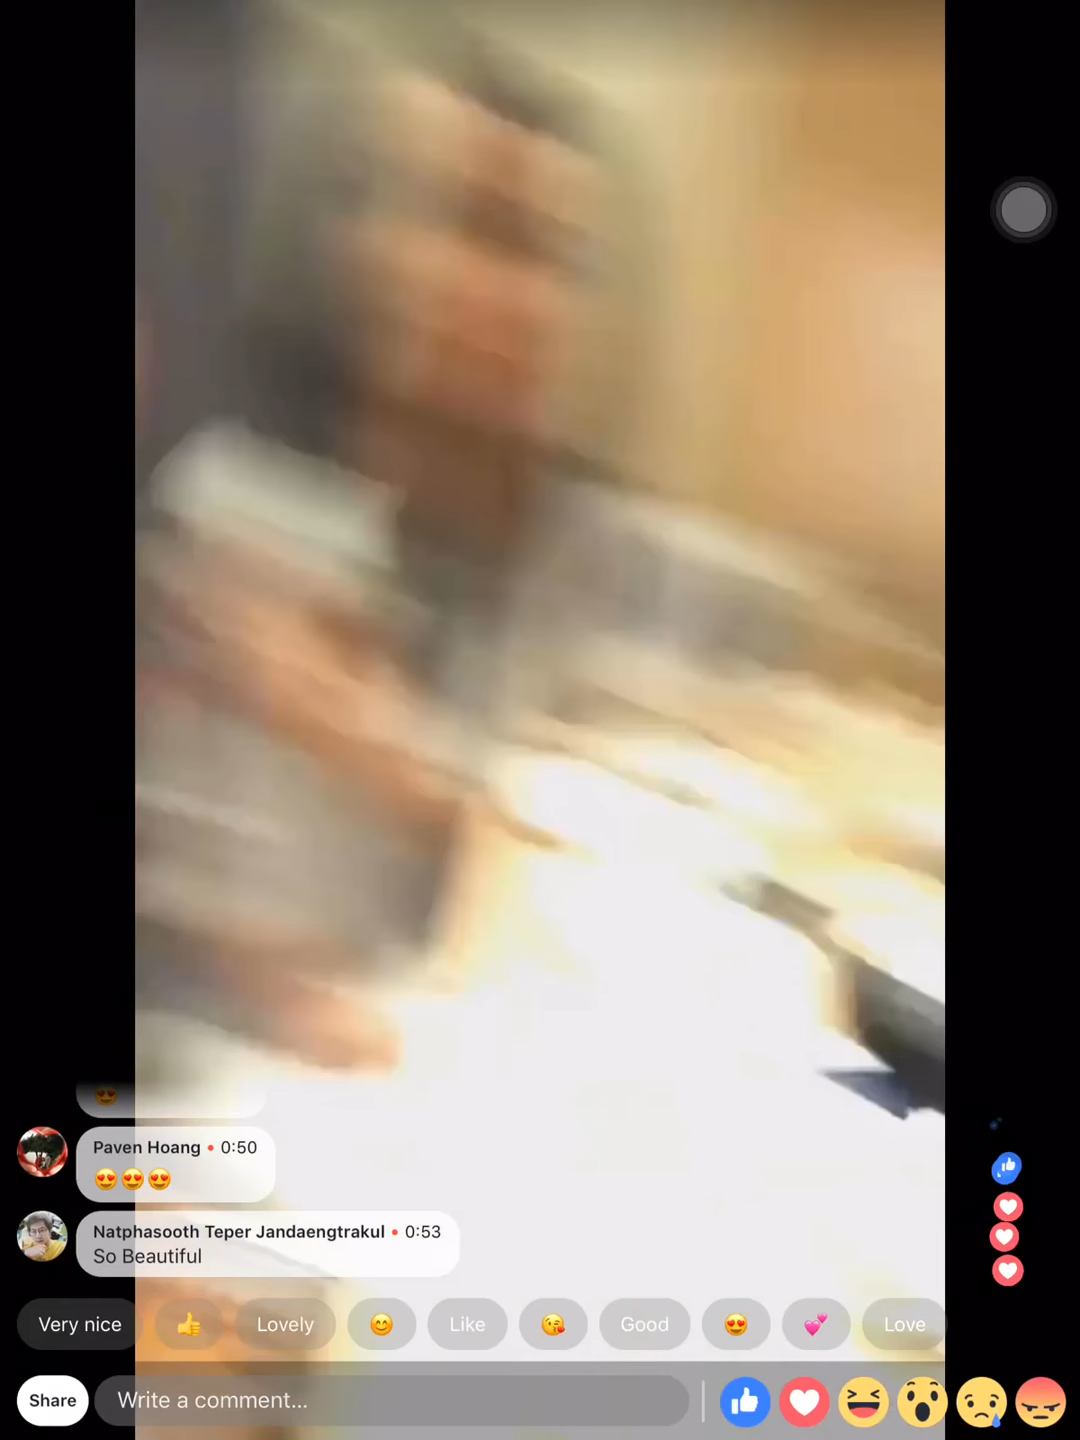 😍
Paven Hoang • 0:50
😍😍😍
Natphasooth Teper Jandaengtrakul • 0:53
So Beautiful
Very nice 👍 Lovely 😊 Like 😘 Good 😍 💕 Love
Share Write a comment...